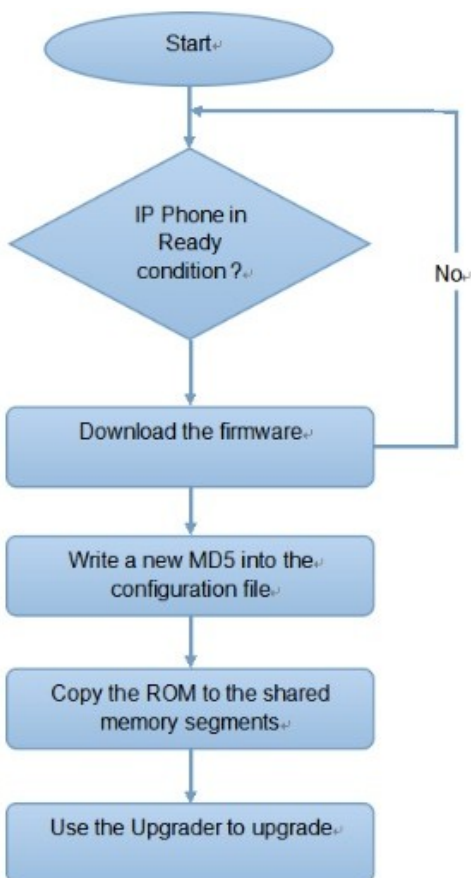 Start
IP Phone in
Ready
condition ?
No
Download the firmware
Write a new MD5 into the
configuration file
Copy the ROM to the shared
memory segments
Use the Upgrader to upgrade